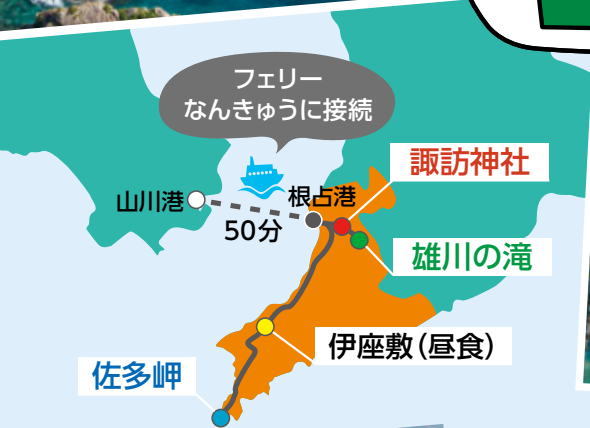 フェリー
なんきゅうに接続
諏訪神社
山川港
根占港
50分
雄川の滝
伊座敷(昼食)
佐多岬